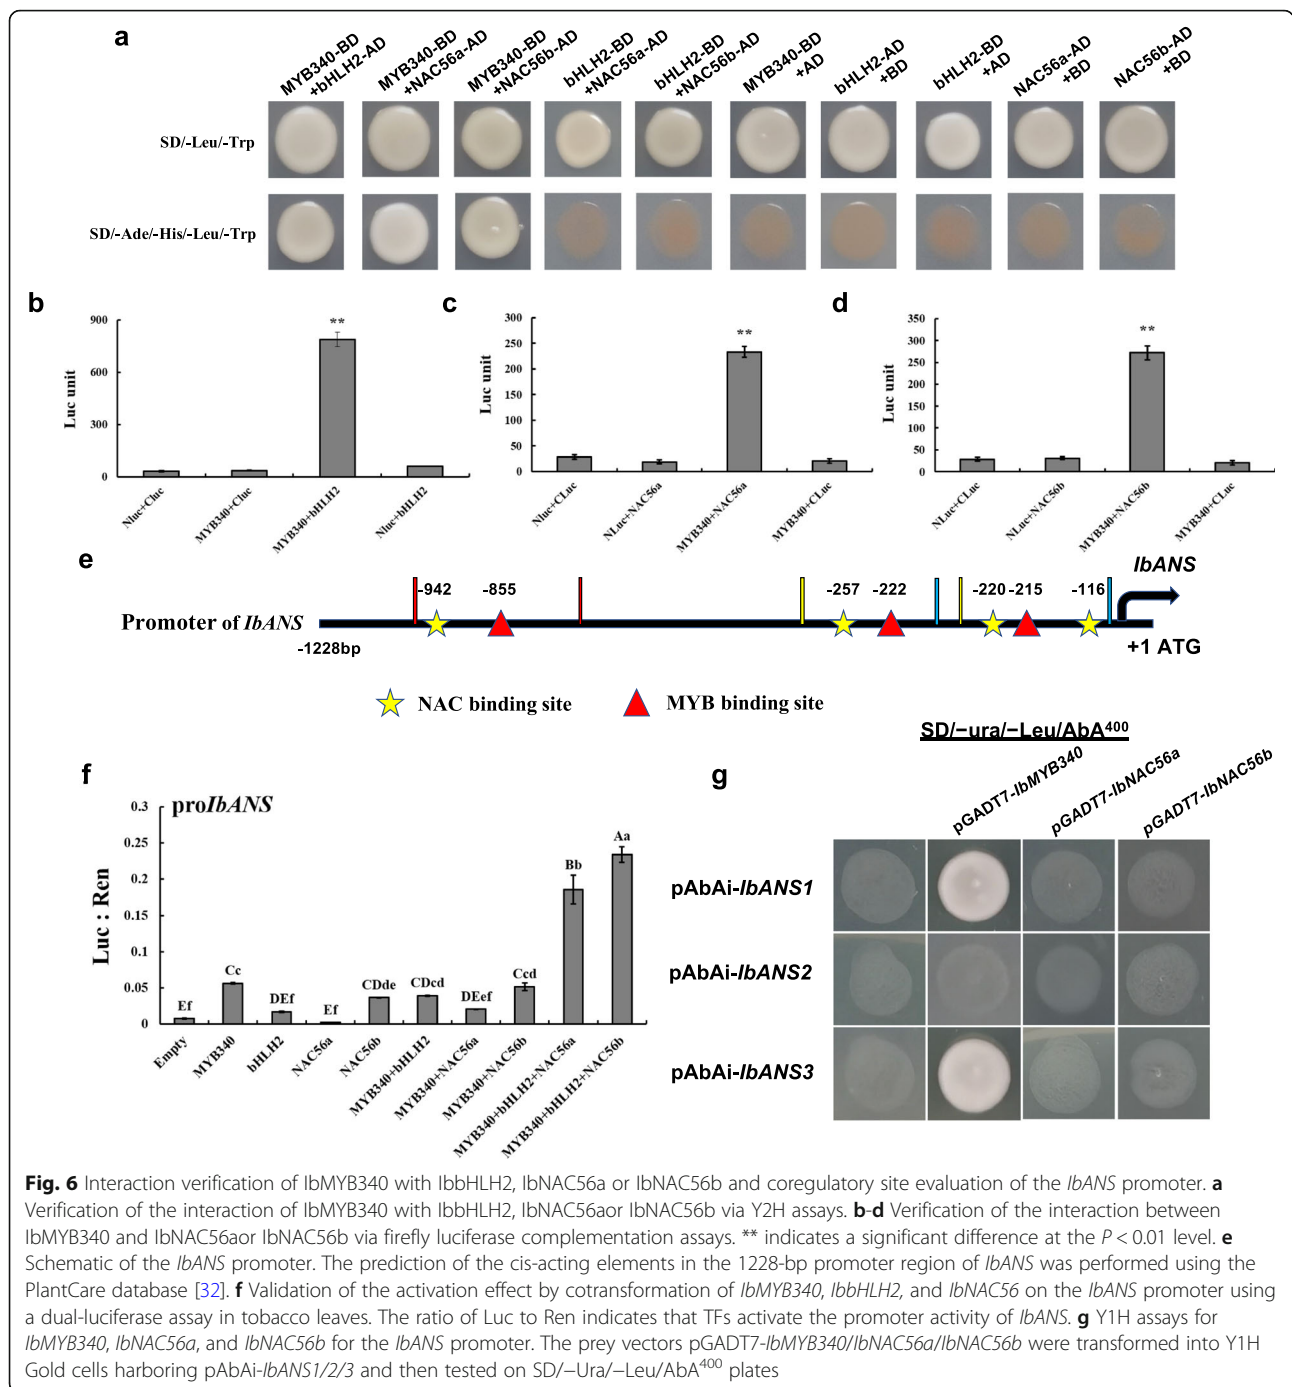 a
MYB340-BD
+bHLH2-AD
MYB340-BD
+NAC56a-AD
MYB340-BD
+NAC56b-AD
bHLH2-BD
+NAC56a-AD
bHLH2-BD
+NAC56b-AD
MYB340-BD
+AD
bHLH2-AD
+BD
bHLH2-BD
+AD
NAC56a-AD
+BD
NAC56b-AD
+BD
SD/-Leu/-Trp
SD/-Ade/-His/-Leu/-Trp
b
Luc unit
900
600
300
0
**
Nluc+Cluc
MYB340+Cluc
MYB340+bHLH2
Nluc+bHLH2
c
Luc unit
300
250
200
150
100
50
0
**
Nluc+CLuc
NLuc+NAC56a
MYB340+NAC56a
MYB340+CLuc
d
Luc unit
350
300
250
200
150
100
50
0
**
NLuc+CLuc
NLuc+NAC56b
MYB340+NAC56b
MYB340+CLuc
e
IbANS
-942 -855 -257 -222 -220 -215 -116
Promoter of IbANS
-1228bp
+1 ATG
NAC binding site MYB binding site
f
proIbANS
Luc : Ren
0.3
0.25
0.2
0.15
0.1
0.05
0
Ef Cc DEf Ef CDde CDcd DEef Ccd Bb Aa
Empty
MYB340
bHLH2
NAC56a
NAC56b
MYB340+bHLH2
MYB340+NAC56a
MYB340+NAC56b
MYB340+bHLH2+NAC56a
MYB340+bHLH2+NAC56b
g
SD/−ura/−Leu/AbA⁴⁰⁰
pGADT7-IbMYB340
pGADT7-IbNAC56a
pGADT7-IbNAC56b
pAbAi-IbANS1
pAbAi-IbANS2
pAbAi-IbANS3
Fig. 6 Interaction verification of IbMYB340 with IbbHLH2, IbNAC56a or IbNAC56b and coregulatory site evaluation of the IbANS promoter. a
Verification of the interaction of IbMYB340 with IbbHLH2, IbNAC56aor IbNAC56b via Y2H assays. b-d Verification of the interaction between
IbMYB340 and IbNAC56aor IbNAC56b via firefly luciferase complementation assays. ** indicates a significant difference at the P < 0.01 level. e
Schematic of the IbANS promoter. The prediction of the cis-acting elements in the 1228-bp promoter region of IbANS was performed using the
PlantCare database [32]. f Validation of the activation effect by cotransformation of IbMYB340, IbbHLH2, and IbNAC56 on the IbANS promoter using
a dual-luciferase assay in tobacco leaves. The ratio of Luc to Ren indicates that TFs activate the promoter activity of IbANS. g Y1H assays for
IbMYB340, IbNAC56a, and IbNAC56b for the IbANS promoter. The prey vectors pGADT7-IbMYB340/IbNAC56a/IbNAC56b were transformed into Y1H
Gold cells harboring pAbAi-IbANS1/2/3 and then tested on SD/−Ura/−Leu/AbA⁴⁰⁰ plates